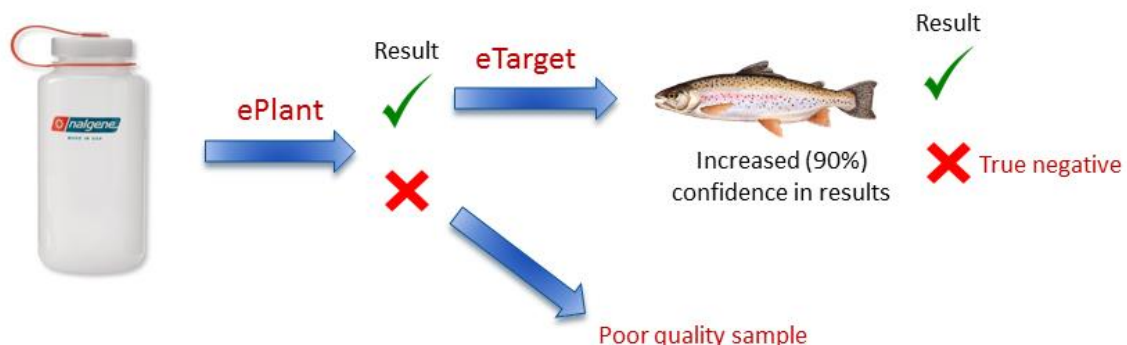 Result
Result
eTarget
ePlant
nalgene
MADE IN USA
Increased (90%)
confidence in results
True negative
Poor quality sample